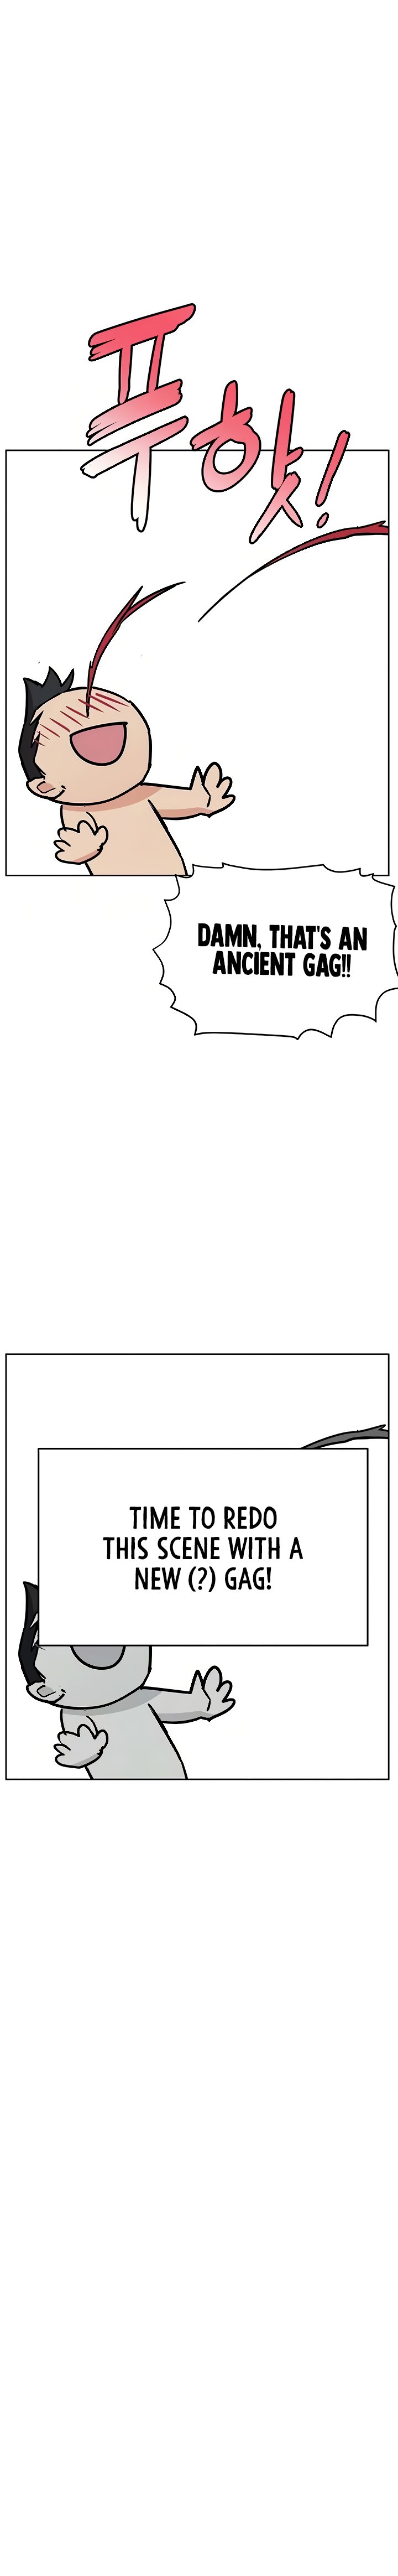 푸핫!
DAMN, THAT'S AN
ANCIENT GAG!!
TIME TO REDO
THIS SCENE WITH A
NEW (?) GAG!